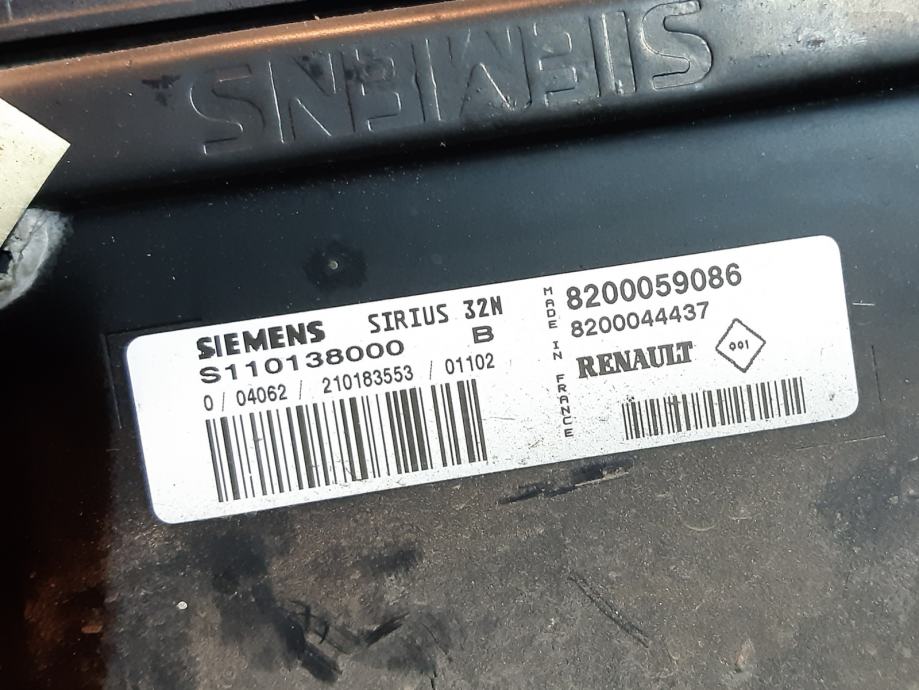 SIEMENS
SIEMENS SIRIUS 32N
S110138000 B
0/ 04062 / 210183553 / 01102
MADE IN FRANCE
8200059086
8200044437
RENAULT 001